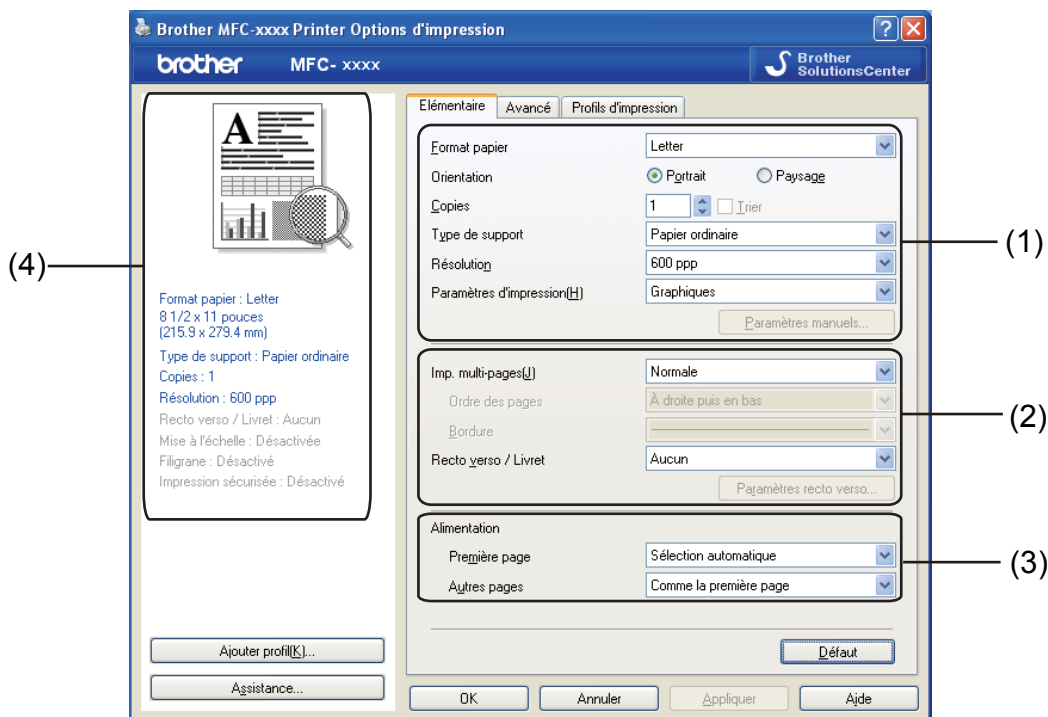 Brother MFC-xxxx Printer Options d'impression
brother MFC- xxxx
Brother
SolutionsCenter
(4)
A
Format papier : Letter
8 1/2 x 11 pouces
(215.9 x 279.4 mm)
Type de support : Papier ordinaire
Copies : 1
Résolution : 600 ppp
Recto verso / Livret : Aucun
Mise à l'échelle : Désactivée
Filigrane : Désactivé
Impression sécurisée : Désactivé
Ajouter profil(K)...
Assistance...
Elémentaire Avancé Profils d'impression
Format papier Letter
Orientation Portrait Paysage
Copies 1 Trier
Type de support Papier ordinaire
Résolution 600 ppp
Paramètres d'impression(H) Graphiques
Paramètres manuels...
(1)
Imp. multi-pages(J) Normale
Ordre des pages À droite puis en bas
Bordure
Recto verso / Livret Aucun
Paramètres recto verso...
(2)
Alimentation
Première page Sélection automatique
Autres pages Comme la première page
(3)
Défaut
OK Annuler Appliquer Aide